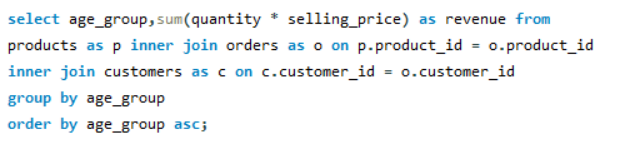 select age_group,sum(quantity * selling_price) as revenue from
products as p inner join orders as o on p.product_id = o.product_id
inner join customers as c on c.customer_id = o.customer_id
group by age_group
order by age_group asc;